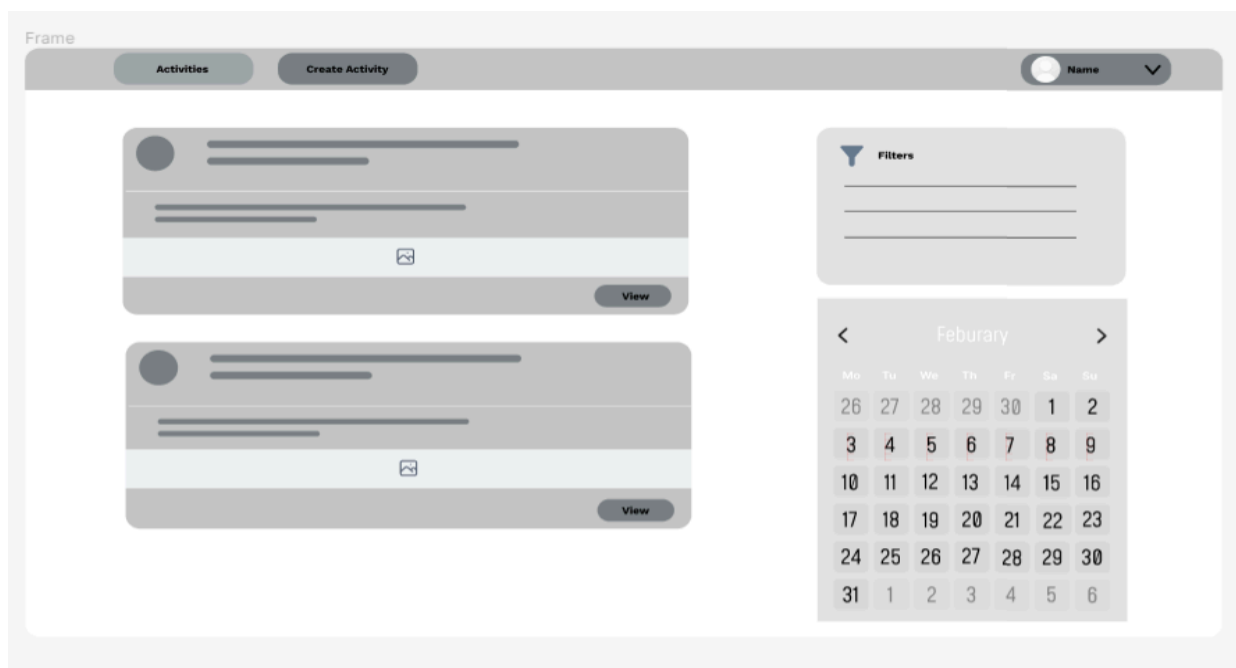 Frame
Activities Create Activity Name
Filters
View
Feburary
Mo Tu We Th Fr Sa Su
26 27 28 29 30 1 2
3 4 5 6 7 8 9
10 11 12 13 14 15 16
17 18 19 20 21 22 23
24 25 26 27 28 29 30
31 1 2 3 4 5 6
View